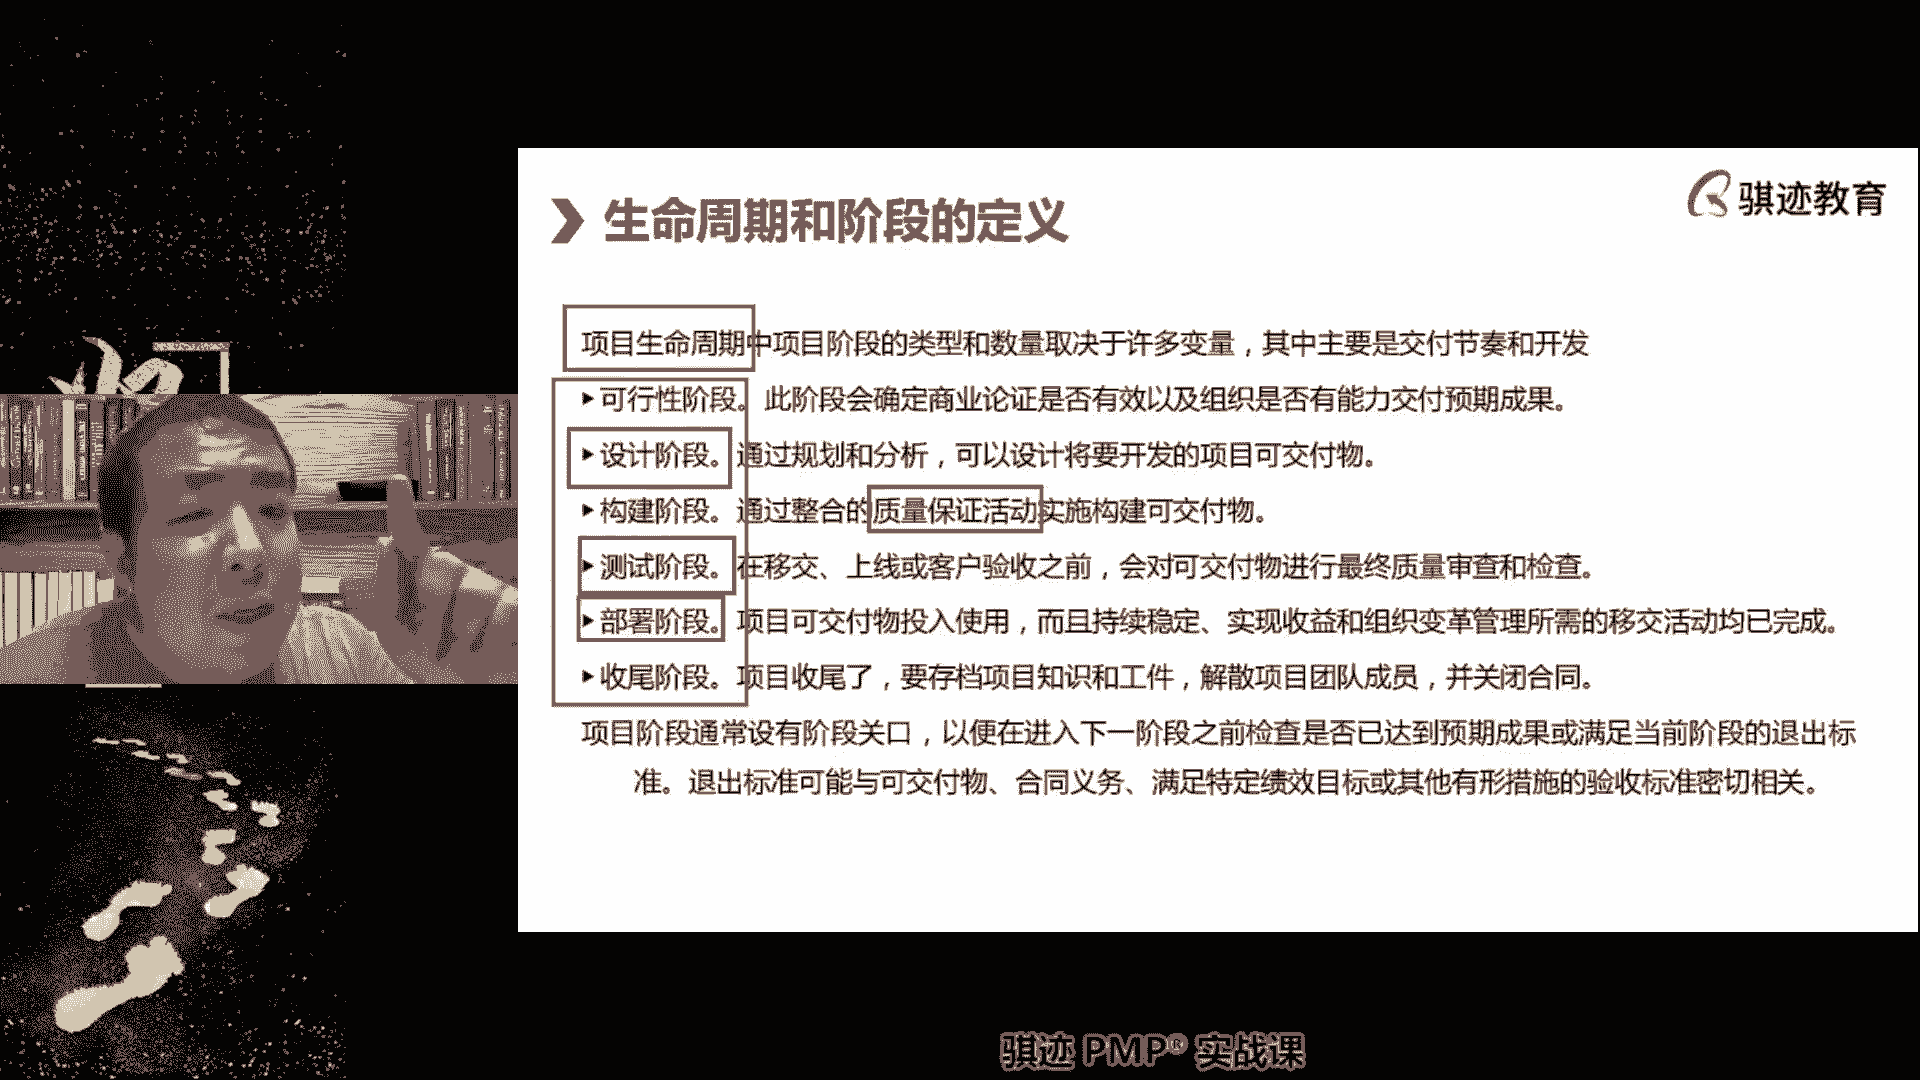 骐迹教育
生命周期和阶段的定义
项目生命周期中项目阶段的类型和数量取决于许多变量，其中主要是交付节奏和开发
▶可行性阶段。此阶段会确定商业论证是否有效以及组织是否有能力交付预期成果。
▶设计阶段。通过规划和分析，可以设计将要开发的项目可交付物。
▶构建阶段。通过整合的质量保证活动实施构建可交付物。
▶测试阶段。在移交、上线或客户验收之前，会对可交付物进行最终质量审查和检查。
▶部署阶段。项目可交付物投入使用，而且持续稳定、实现收益和组织变革管理所需的移交活动均已完成。
▶收尾阶段。项目收尾了，要存档项目知识和工件，解散项目团队成员，并关闭合同。
项目阶段通常设有阶段关口，以便在进入下一阶段之前检查是否已达到预期成果或满足当前阶段的退出标
准。退出标准可能与可交付物、合同义务、满足特定绩效目标或其他有形措施的验收标准密切相关。
骐迹 PMP® 实战课